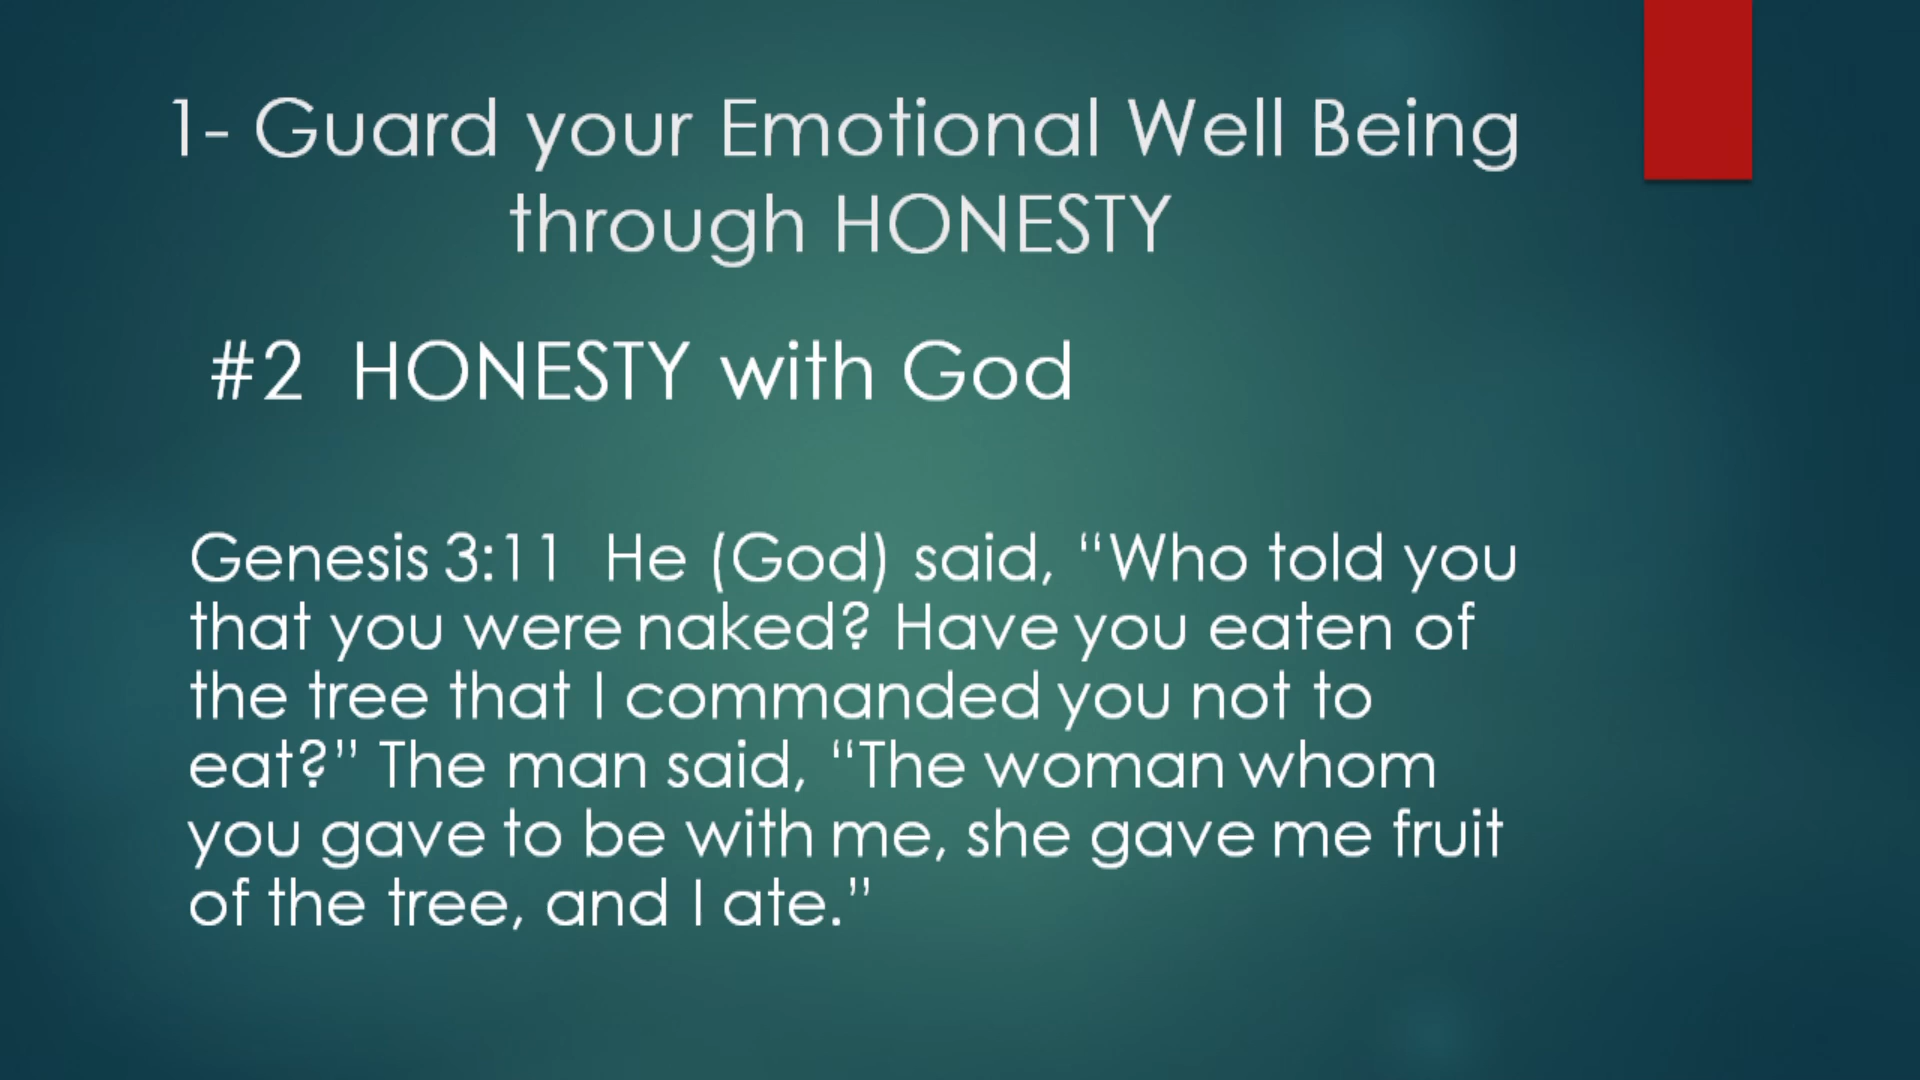 1- Guard your Emotional Well Being
through HONESTY
#2 HONESTY with God
Genesis 3:11 He (God) said, “Who told you
that you were naked? Have you eaten of
the tree that I commanded you not to
eat?” The man said, “The woman whom
you gave to be with me, she gave me fruit
of the tree, and I ate.”